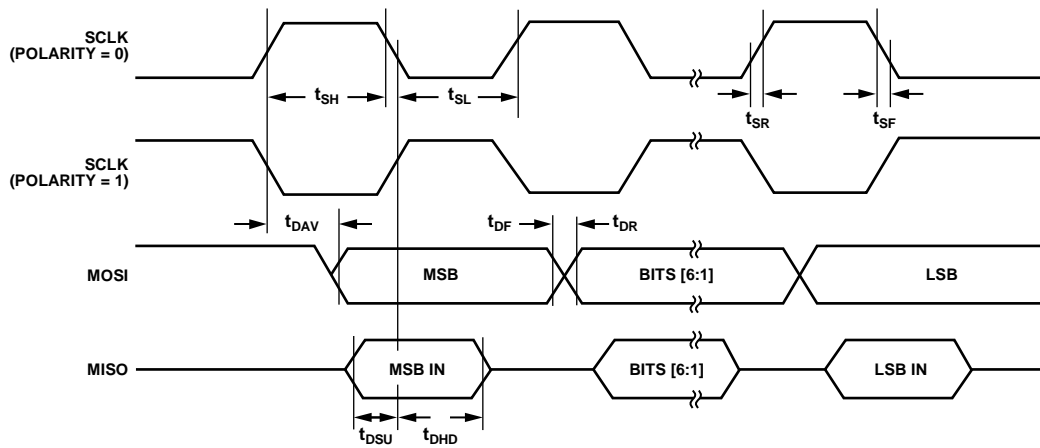 SCLK
(POLARITY = 0)
tSH
tSL
tSR
tSF
SCLK
(POLARITY = 1)
tDAV
tDF
tDR
MOSI
MSB
BITS [6:1]
LSB
MISO
MSB IN
BITS [6:1]
LSB IN
tDSU
tDHD